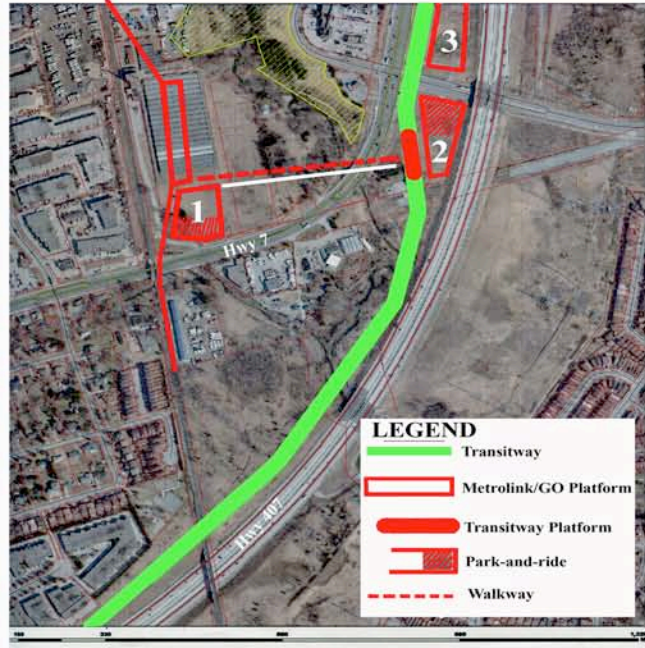 3
2
1
Hwy 7
LEGEND
Transitway
Metrolink/GO Platform
Transitway Platform
Hwy 407
Park-and-ride
Walkway